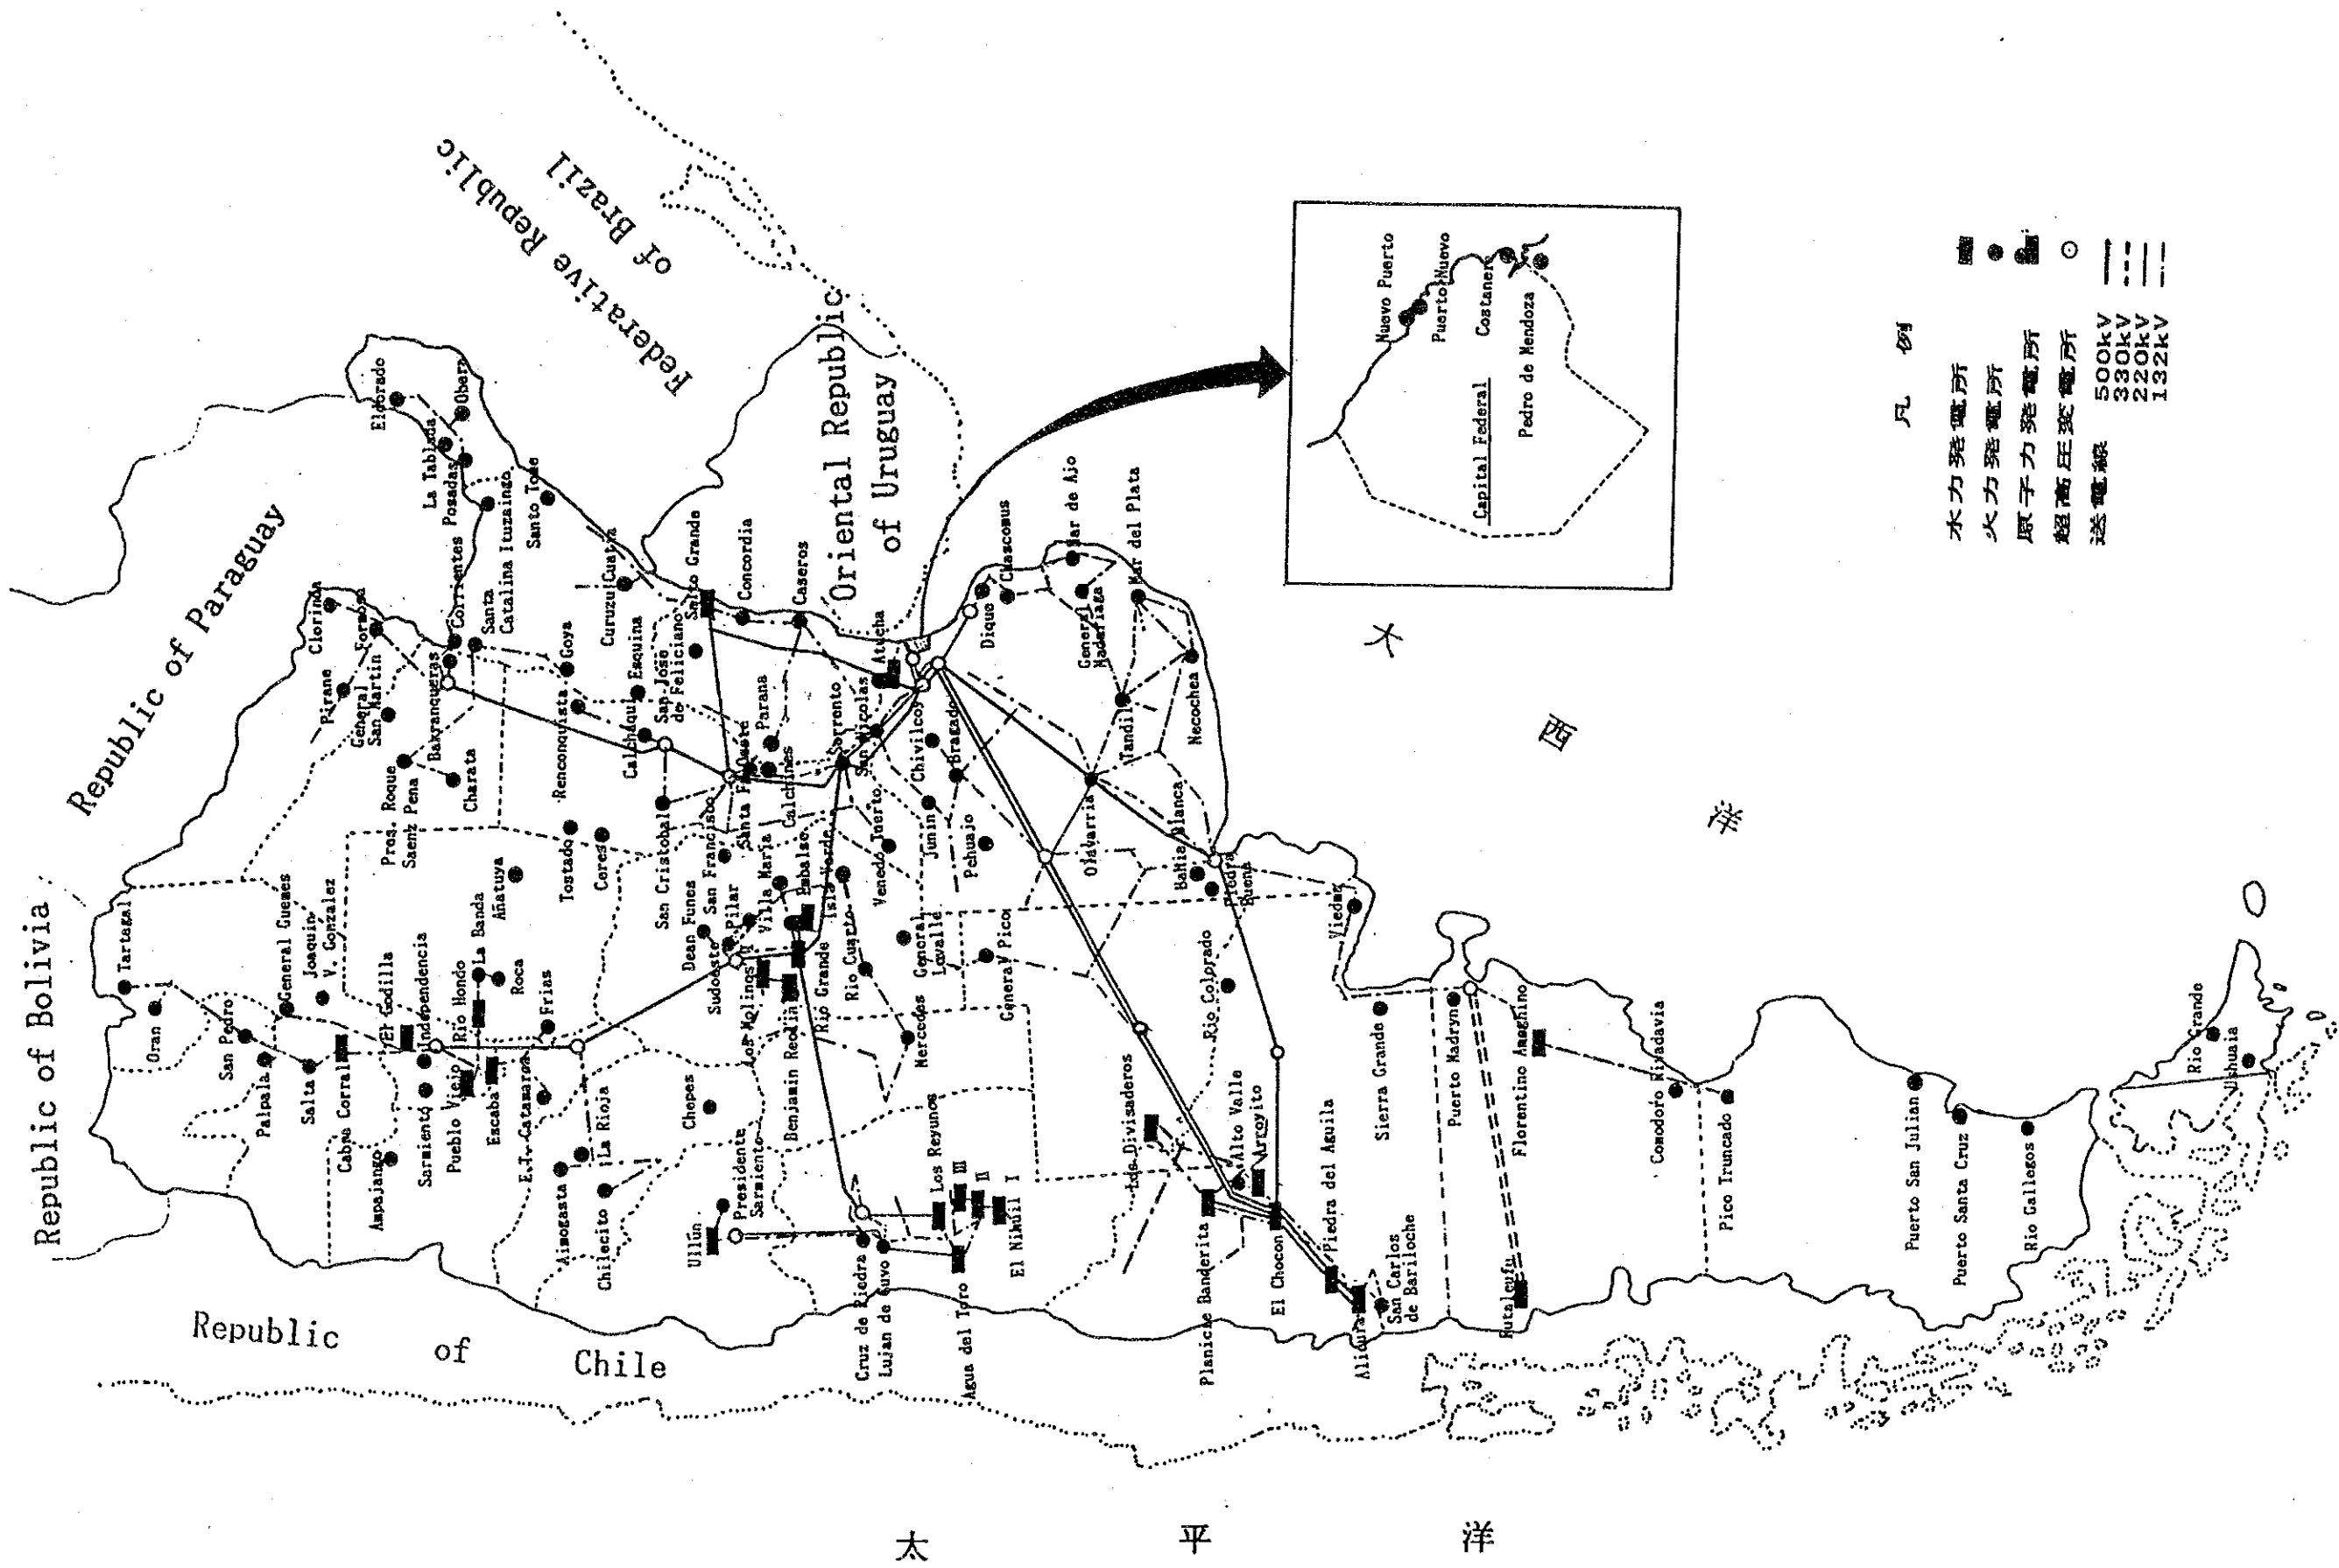 Republic of Bolivia
Republic of Paraguay
Federative Republic
of Brazil
Oriental Republic
of Uruguay
Republic
of
Chile
太
平
洋
大
西
洋
Tartagal
Oran
San Pedro
General Guemes
Palpala
Joaquin
V. Gonzalez
Salta
Cabra Corral
El Godilla
Independencia
Ampajango
Sarmiento
Pueblo Viejo
Rio Hondo
La Banda
Escaba
Roca
Añatuya
E.T. Catamarca
Frias
Aimogasta
La Rioja
Chilecito
Chepes
Ullún
Presidente
Sarmiento
Clorinda
Formosa
Pirane
General
San Martin
Pres. Roque
Saenz Pena
Bakyranqueras
Corrientes
Santa
Catalina Ituzaingo
Charata
Eldorado
Obera
La Tablada
Posadas
Santo Tome
Renconquista
Goya
Tostado
Ceres
Calchaqui
Esquina
Curuzu Cuatia
San Jose
de Feliciano
Salto Grande
Concordia
Caseros
San Cristobal
Dean Funes
San Francisco
Santa Fe Oeste
Parana
Calchines
Sudoeste
Pilar
Los Molinos
Villa Maria
Embalse
Benjamin Reolin
Rio Grande
Isla Verde
Sorrento
San Nicolas
Atucha
Rio Cuarto
Venedo Tuerto
Chivilcoy
Bragado
Junin
Pehuajo
General
Levalle
Mercedes
General Pico
Cruz de Piedra
Lujan de Cuyo
Agua del Toro
Los Reyunos
III
II
El Nihuil I
Dique
Chascomus
Mar de Ajo
General
Madariaga
Mar del Plata
Tandil
Necochea
Olavarria
Bahia Blanca
Piedra
Buena
Rio Colorado
Viedma
Los Divisaderos
Alto Valle
Arroyito
Planicie Banderita
El Chocon
Piedra del Aguila
Alicura
San Carlos
de Bariloche
Sierra Grande
Puerto Madryn
Futaleufu
Florentino Ameghino
Comodoro Rivadavia
Pico Truncado
Puerto San Julian
Puerto Santa Cruz
Rio Gallegos
Rio Grande
Ushuaia
Nuevo Puerto
Puerto Nuevo
Costanera
Pedro de Mendoza
Capital Federal
凡 例
水力発電所
火力発電所
原子力発電所
超高圧変電所
送電線 500kV
330kV
220kV
132kV